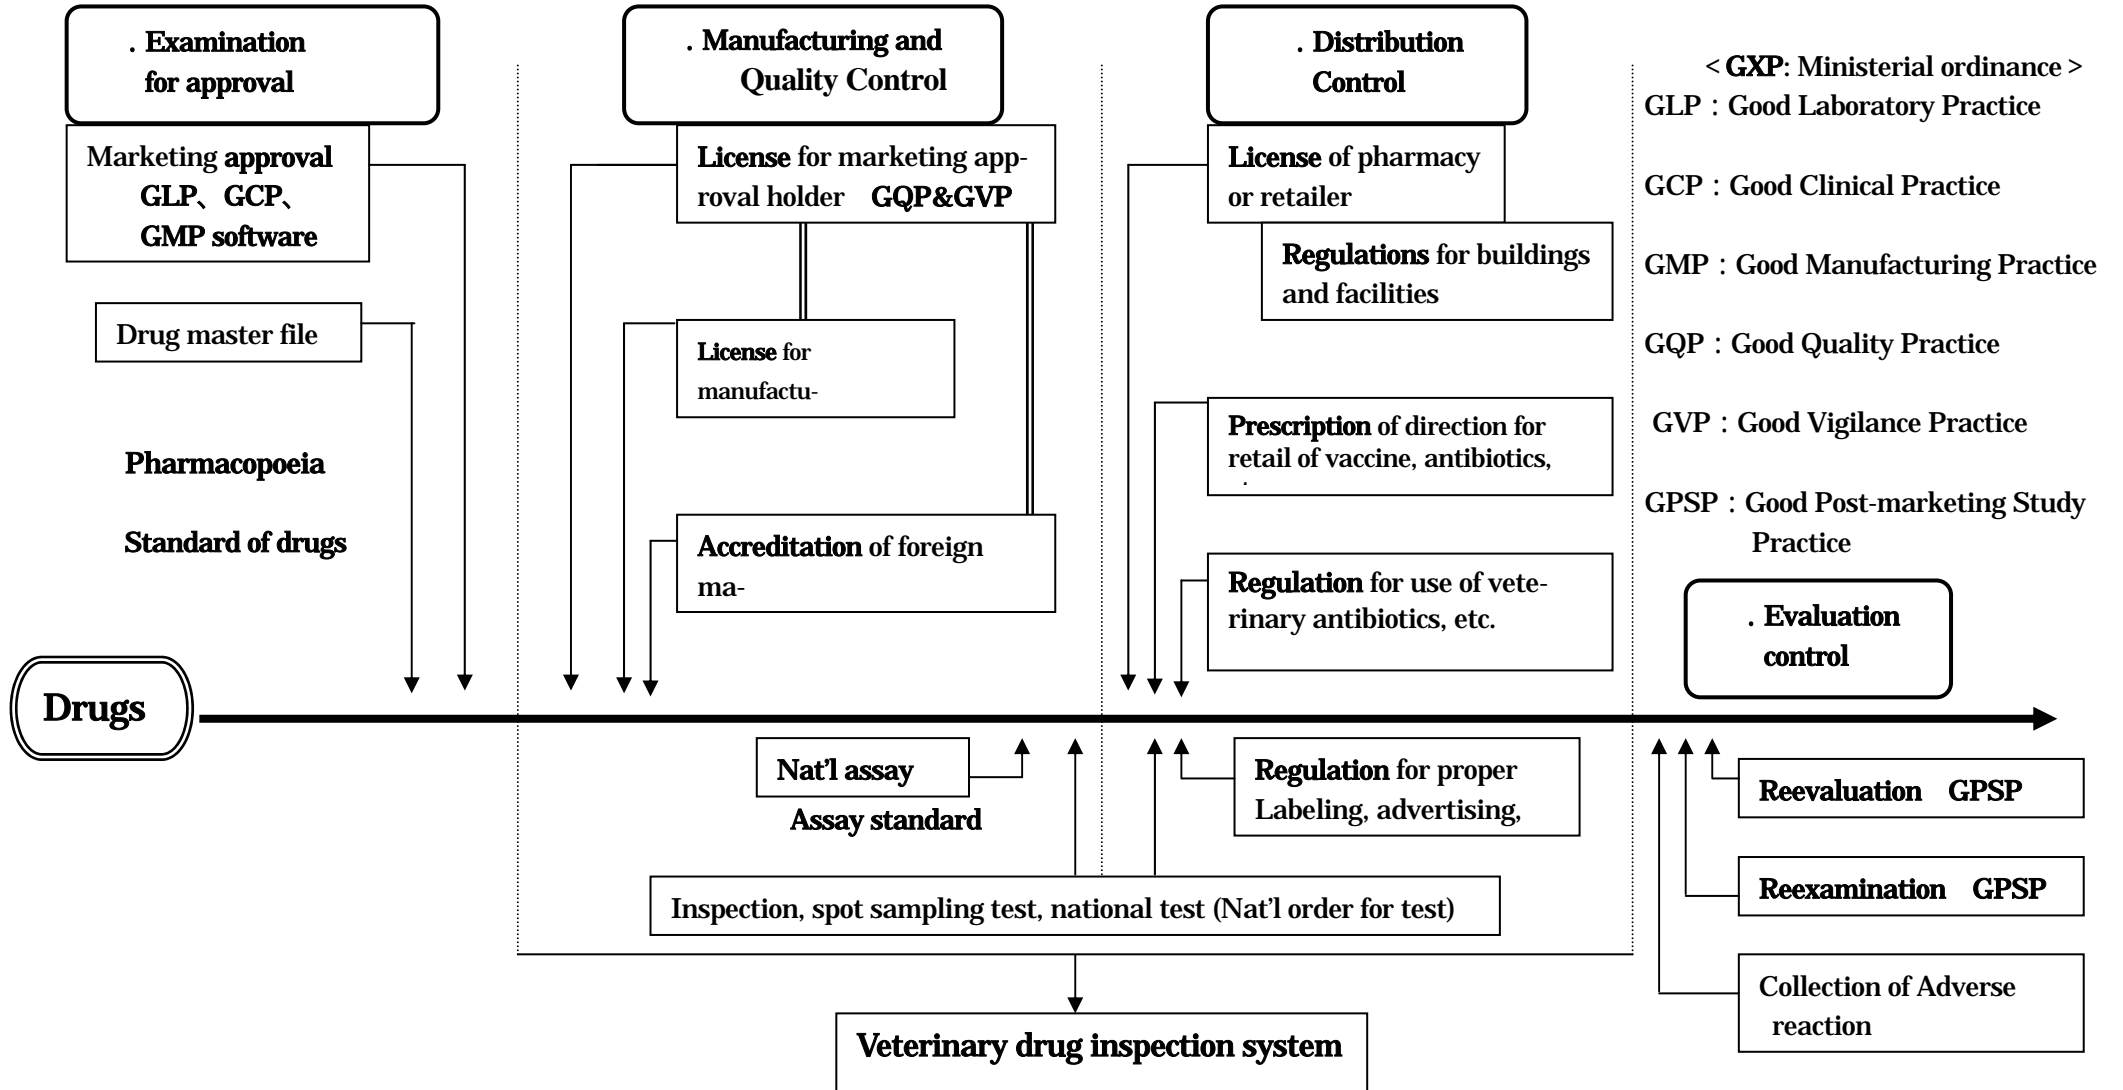 . Examination
for approval
Marketing approval
GLP、GCP、
GMP software
Drug master file
Pharmacopoeia
Standard of drugs
. Manufacturing and
Quality Control
License for marketing app-
roval holder GQP&GVP
License for
manufactu-
Accreditation of foreign
ma-
. Distribution
Control
License of pharmacy
or retailer
Regulations for buildings
and facilities
Prescription of direction for
retail of vaccine, antibiotics,
Regulation for use of vete-
rinary antibiotics, etc.
< GXP: Ministerial ordinance >
GLP : Good Laboratory Practice
GCP : Good Clinical Practice
GMP : Good Manufacturing Practice
GQP : Good Quality Practice
GVP : Good Vigilance Practice
GPSP : Good Post-marketing Study
Practice
. Evaluation
control
Drugs
Nat'l assay
Assay standard
Regulation for proper
Labeling, advertising,
Inspection, spot sampling test, national test (Nat'l order for test)
Reevaluation GPSP
Reexamination GPSP
Collection of Adverse
reaction
Veterinary drug inspection system